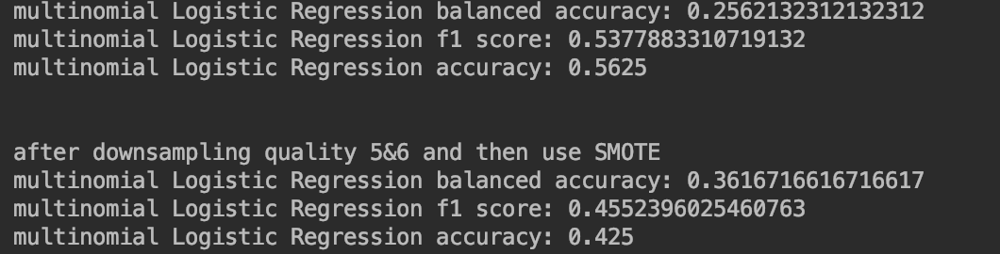 multinomial Logistic Regression balanced accuracy: 0.2562132312132312
multinomial Logistic Regression f1 score: 0.5377883310719132
multinomial Logistic Regression accuracy: 0.5625
after downsampling quality 5&6 and then use SMOTE
multinomial Logistic Regression balanced accuracy: 0.3616716616716617
multinomial Logistic Regression f1 score: 0.4552396025460763
multinomial Logistic Regression accuracy: 0.425